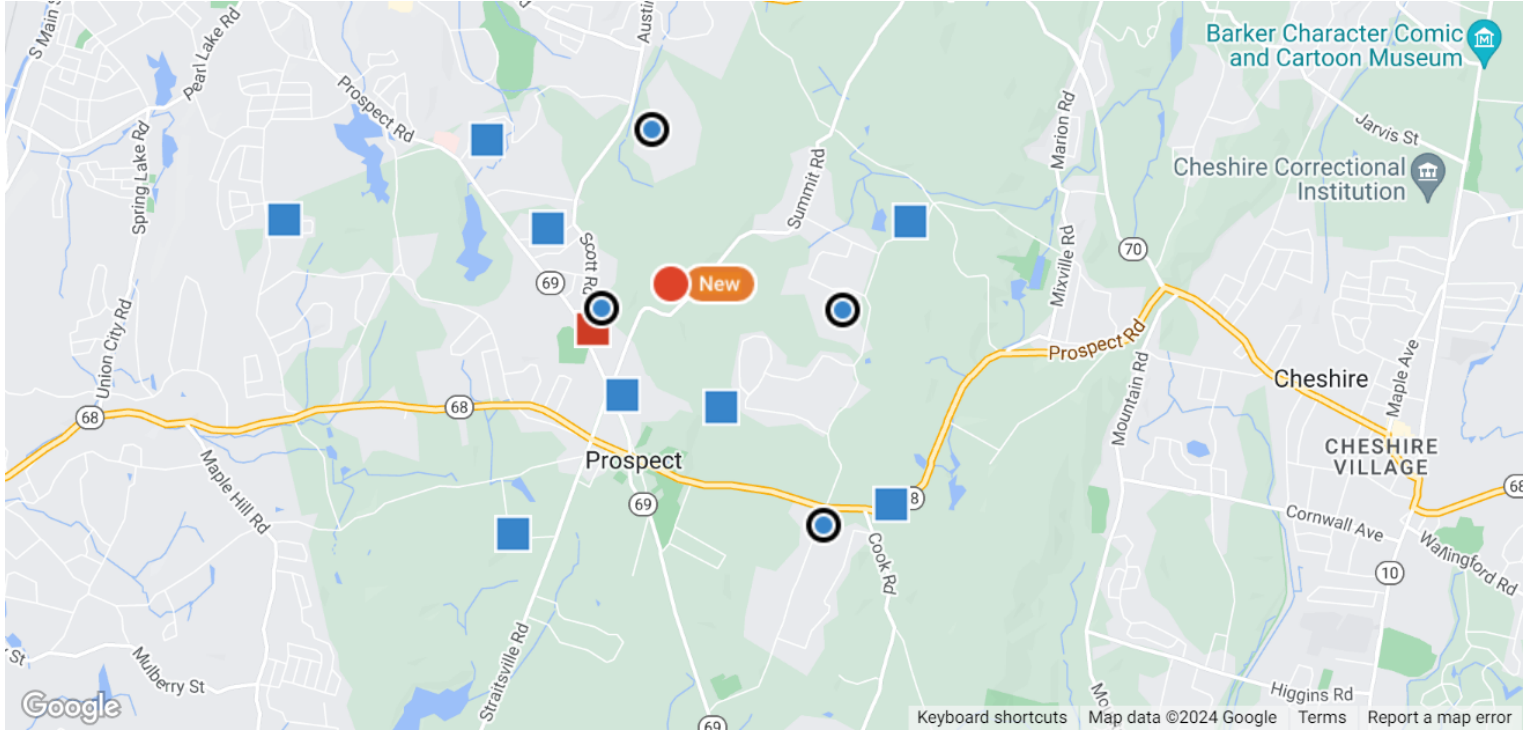 S Main S
Pearl Lake Rd
Austin
Barker Character Comic
and Cartoon Museum
Prospect Rd
Marion Rd
Jarvis St
Spring Lake Rd
Summit Rd
Cheshire Correctional
Institution
Scott Rd
Mixville Rd
70
69
New
Union City Rd
Prospect Rd
Cheshire
Maple Ave
68
68
Mountain Rd
CHESHIRE
VILLAGE
Prospect
Maple Hill Rd
69
8
68
Cornwall Ave
Wallingford Rd
Cook Rd
10
Straitsville Rd
St
Mulberry St
Higgins Rd
Mou
69
Google
Keyboard shortcuts
Map data ©2024 Google
Terms
Report a map error